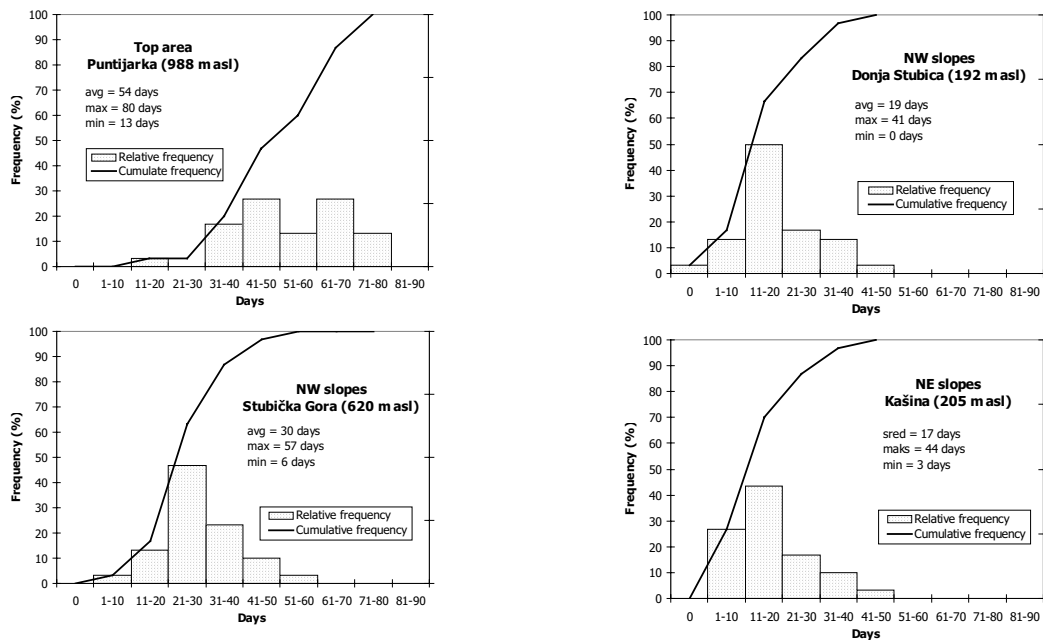 Top area
Puntijarka (988 m asl)
avg = 54 days
max = 80 days
min = 13 days
Relative frequency
Cumulate frequency
Frequency (%)
100
90
80
70
60
50
40
30
20
10
0
0 1-10 11-20 21-30 31-40 41-50 51-60 61-70 71-80 81-90
Days
NW slopes
Donja Stubica (192 m asl)
avg = 19 days
max = 41 days
min = 0 days
Relative frequency
Cumulative frequency
Frequency (%)
100
90
80
70
60
50
40
30
20
10
0
0 1-10 11-20 21-30 31-40 41-50 51-60 61-70 71-80 81-90
Days
NW slopes
Stubička Gora (620 m asl)
avg = 30 days
max = 57 days
min = 6 days
Relative frequency
Cumulative frequency
Frequency (%)
100
90
80
70
60
50
40
30
20
10
0
0 1-10 11-20 21-30 31-40 41-50 51-60 61-70 71-80 81-90
Days
NE slopes
Kašina (205 m asl)
sred = 17 days
maks = 44 days
min = 3 days
Relative frequency
Cumulative frequency
Frequency (%)
100
90
80
70
60
50
40
30
20
10
0
0 1-10 11-20 21-30 31-40 41-50 51-60 61-70 71-80 81-90
Days